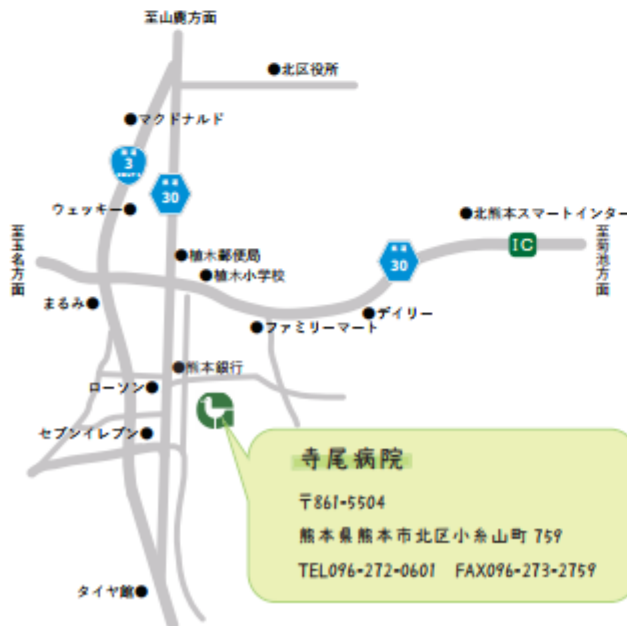 至山鹿方面
●北区役所
●マクドナルド
3
30
ウェッキー●
●北熊本スマートインター
至玉名方面
至菊池方面
IC
●植木郵便局
30
●植木小学校
まるみ●
●デイリー
●ファミリーマート
●熊本銀行
ローソン●
セブンイレブン●
寺尾病院
〒861-5504
熊本県熊本市北区小糸山町 759
TEL096-272-0601 FAX096-273-2759
タイヤ館●